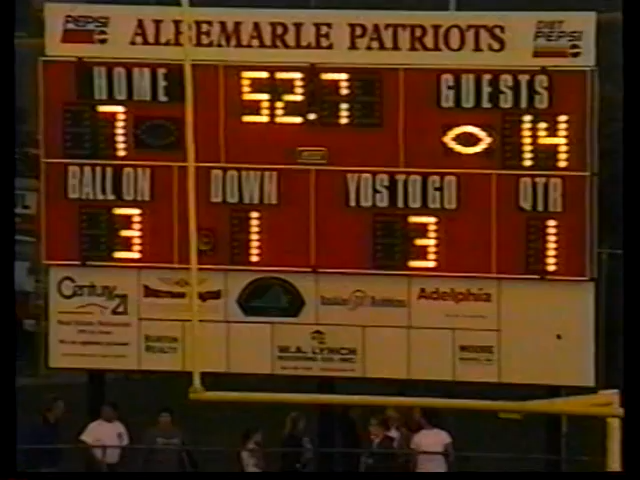 PEPSI ALBEMARLE PATRIOTS DIET PEPSI
HOME 52.7 GUESTS
7 14
BALL ON DOWN YDS TO GO QTR
3 1 3 1
Century 21 Adelphia
REALTY W.A. LYNCH